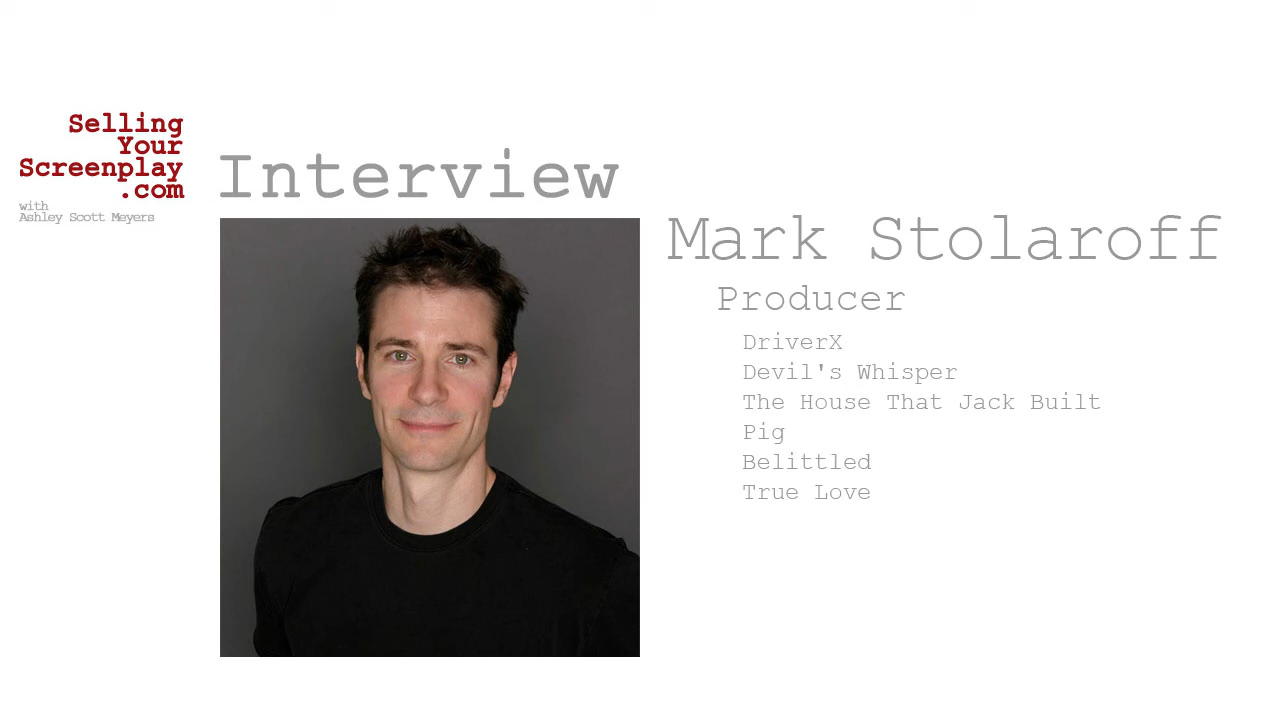 Selling
Your
Screenplay
.com
with
Ashley Scott Meyers
Interview
Mark Stolaroff
Producer
DriverX
Devil's Whisper
The House That Jack Built
Pig
Belittled
True Love